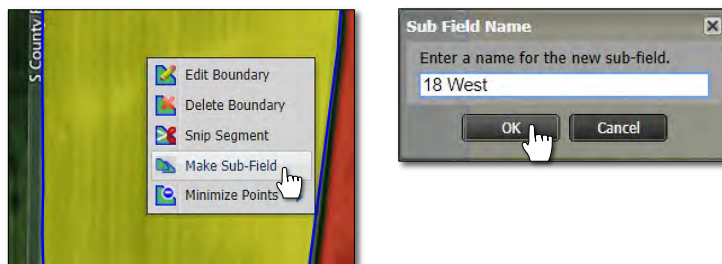 S County
Edit Boundary
Delete Boundary
Snip Segment
Make Sub-Field
Minimize Points
Sub Field Name
Enter a name for the new sub-field.
18 West
OK
Cancel